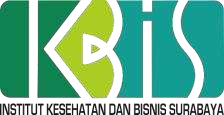 iKBiS
INSTITUT KESEHATAN DAN BISNIS SURABAYA